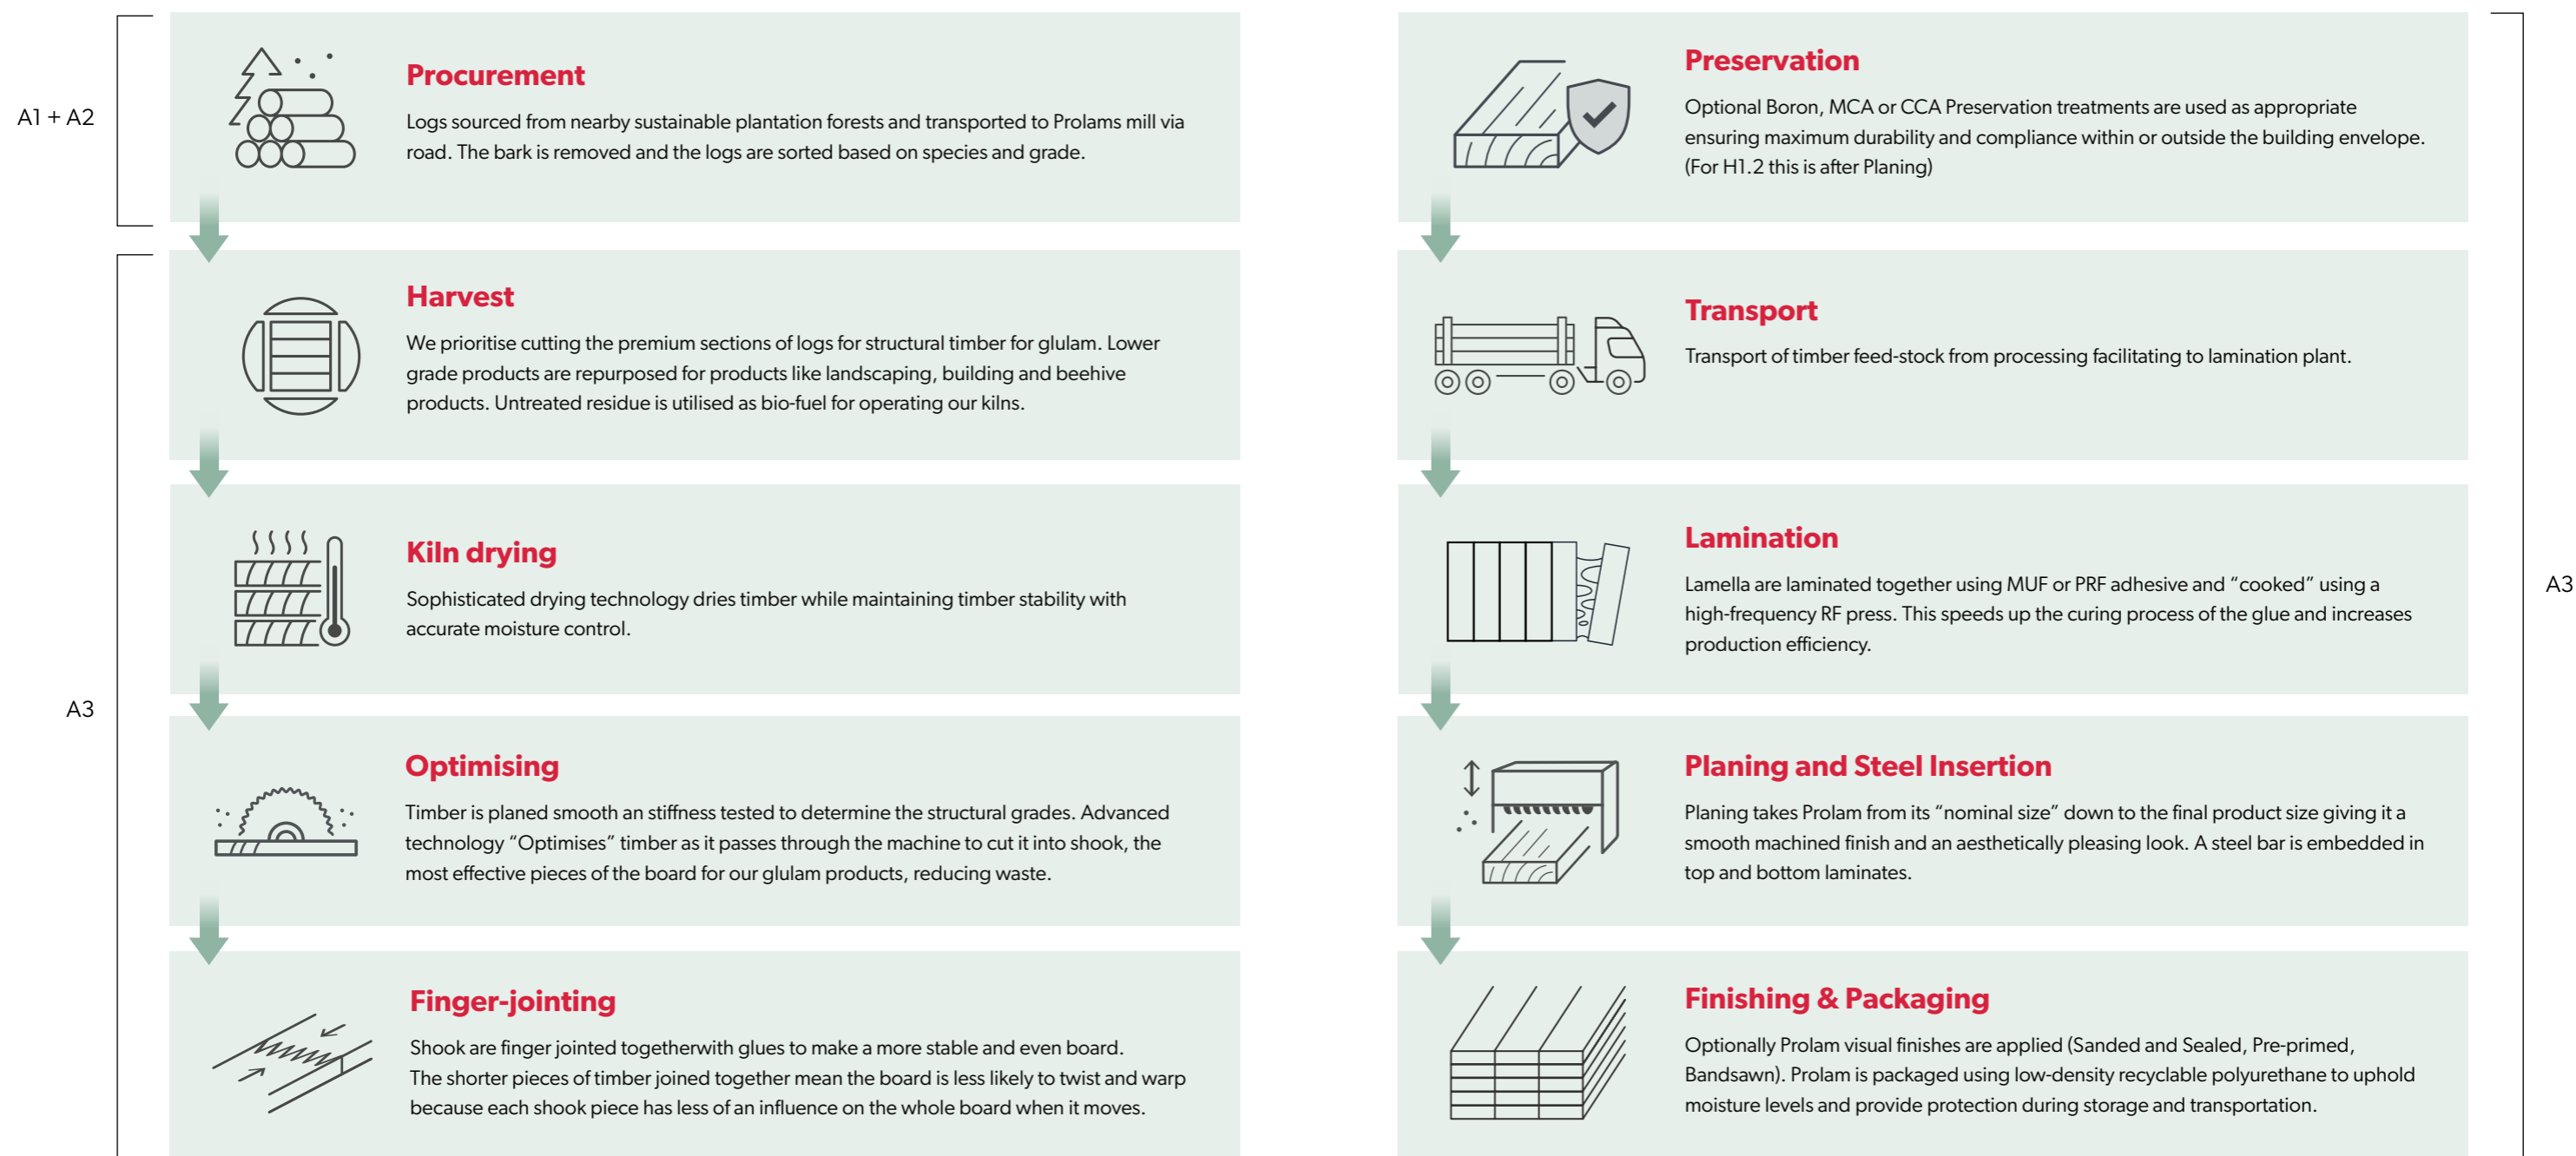 A1 + A2
Procurement
Logs sourced from nearby sustainable plantation forests and transported to Prolams mill via
road. The bark is removed and the logs are sorted based on species and grade.
A3
Harvest
We prioritise cutting the premium sections of logs for structural timber for glulam. Lower
grade products are repurposed for products like landscaping, building and beehive
products. Untreated residue is utilised as bio-fuel for operating our kilns.
Kiln drying
Sophisticated drying technology dries timber while maintaining timber stability with
accurate moisture control.
Optimising
Timber is planed smooth an stiffness tested to determine the structural grades. Advanced
technology “Optimises” timber as it passes through the machine to cut it into shook, the
most effective pieces of the board for our glulam products, reducing waste.
Finger-jointing
Shook are finger jointed togetherwith glues to make a more stable and even board.
The shorter pieces of timber joined together mean the board is less likely to twist and warp
because each shook piece has less of an influence on the whole board when it moves.
Preservation
Optional Boron, MCA or CCA Preservation treatments are used as appropriate
ensuring maximum durability and compliance within or outside the building envelope.
(For H1.2 this is after Planing)
Transport
Transport of timber feed-stock from processing facilitating to lamination plant.
Lamination
Lamella are laminated together using MUF or PRF adhesive and “cooked” using a
high-frequency RF press. This speeds up the curing process of the glue and increases
production efficiency.
A3
Planing and Steel Insertion
Planing takes Prolam from its “nominal size” down to the final product size giving it a
smooth machined finish and an aesthetically pleasing look. A steel bar is embedded in
top and bottom laminates.
Finishing & Packaging
Optionally Prolam visual finishes are applied (Sanded and Sealed, Pre-primed,
Bandsawn). Prolam is packaged using low-density recyclable polyurethane to uphold
moisture levels and provide protection during storage and transportation.